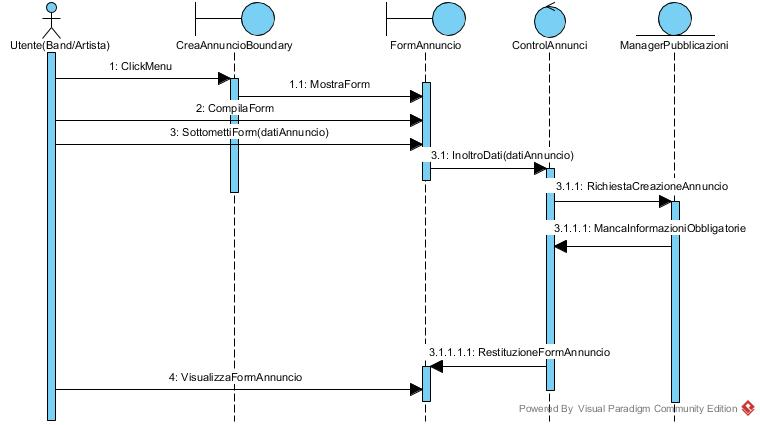 Utente(Band/Artista)
CreaAnnuncioBoundary
FormAnnuncio
ControlAnnunci
ManagerPubblicazioni
1: ClickMenu
1.1: MostraForm
2: CompilaForm
3: SottomettiForm(datiAnnuncio)
3.1: InoltroDati(datiAnnuncio)
3.1.1: RichiestaCreazioneAnnuncio
3.1.1.1: MancaInformazioniObbligatorie
3.1.1.1.1: RestituzioneFormAnnuncio
4: VisualizzaFormAnnuncio
Powered By Visual Paradigm Community Edition